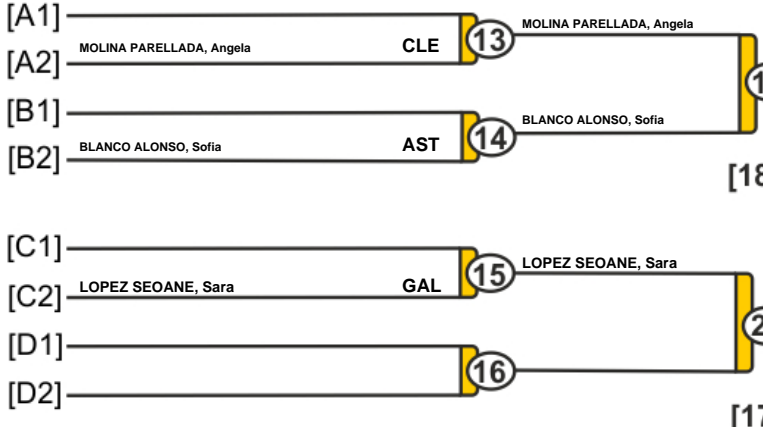 [A1]
MOLINA PARELLADA, Angela CLE
[A2]
13
MOLINA PARELLADA, Angela
[B1]
BLANCO ALONSO, Sofia AST
[B2]
14
BLANCO ALONSO, Sofia
[C1]
LOPEZ SEOANE, Sara GAL
[C2]
15
LOPEZ SEOANE, Sara
[D1]
[D2]
16